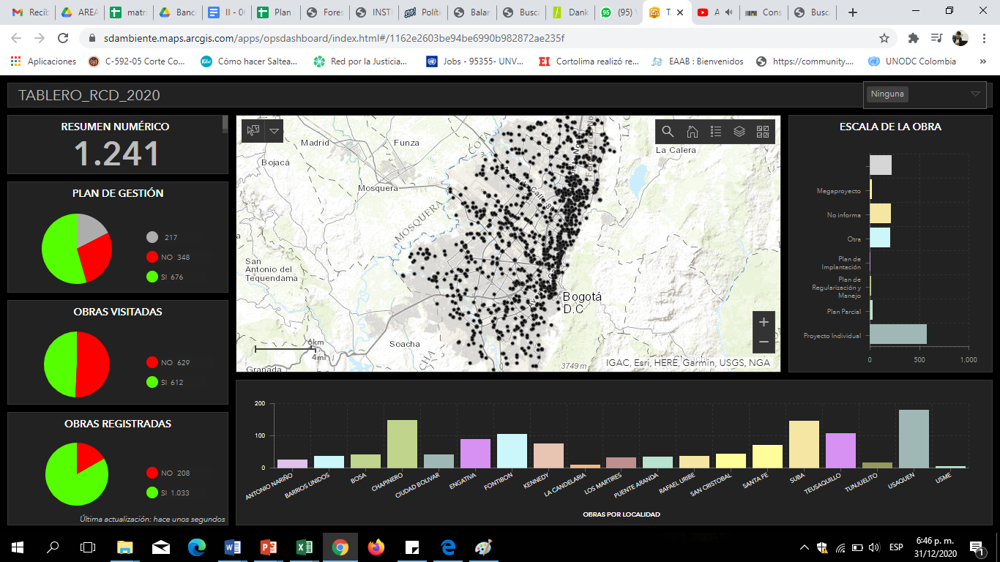 Recib
AREA
matri
Banc
II - 00
Plan
Fores
INSTI
Políti
Balar
Busca
Dank
(95) W
T
A
Cons
Busca
sdambiente.maps.arcgis.com/apps/opsdashboard/index.html#/1162e2603be94be6990b982872ae235f
Aplicaciones
C-592-05 Corte Co...
Cómo hacer Saltea...
Red por la Justicia...
Jobs - 95355- UNV...
Cortolima realizó re...
EAAB : Bienvenidos
https://community....
UNODC Colombia
»
TABLERO_RCD_2020
Ninguna
RESUMEN NUMÉRICO
1.241
PLAN DE GESTIÓN
217
NO 348
SI 676
OBRAS VISITADAS
NO 629
SI 612
OBRAS REGISTRADAS
NO 208
SI 1.033
Última actualización: hace unos segundos
Madrid
Funza
COTA
Bojacá
La Calera
Mosquera
MOSQUERA
San
Antonio del
Tequendama
Bogotá
D.C
Soacha
6km
4mi
Granada
3749 m
IGAC, Esri, HERE, Garmin, USGS, NGA
ESCALA DE LA OBRA
Megaproyecto
No informa
Otra
Plan de
Implantación
Plan de
Regularización y
Manejo
Plan Parcial
Proyecto Individual
0
500
1.000
200
100
0
ANTONIO NARIÑO
BARRIOS UNIDOS
BOSA
CHAPINERO
CIUDAD BOLIVAR
ENGATIVA
FONTIBON
KENNEDY
LA CANDELARIA
LOS MARTIRES
PUENTE ARANDA
RAFAEL URIBE
SAN CRISTOBAL
SANTA FE
SUBA
TEUSAQUILLO
TUNJUELITO
USAQUEN
USME
OBRAS POR LOCALIDAD
ESP
6:46 p. m.
31/12/2020
1